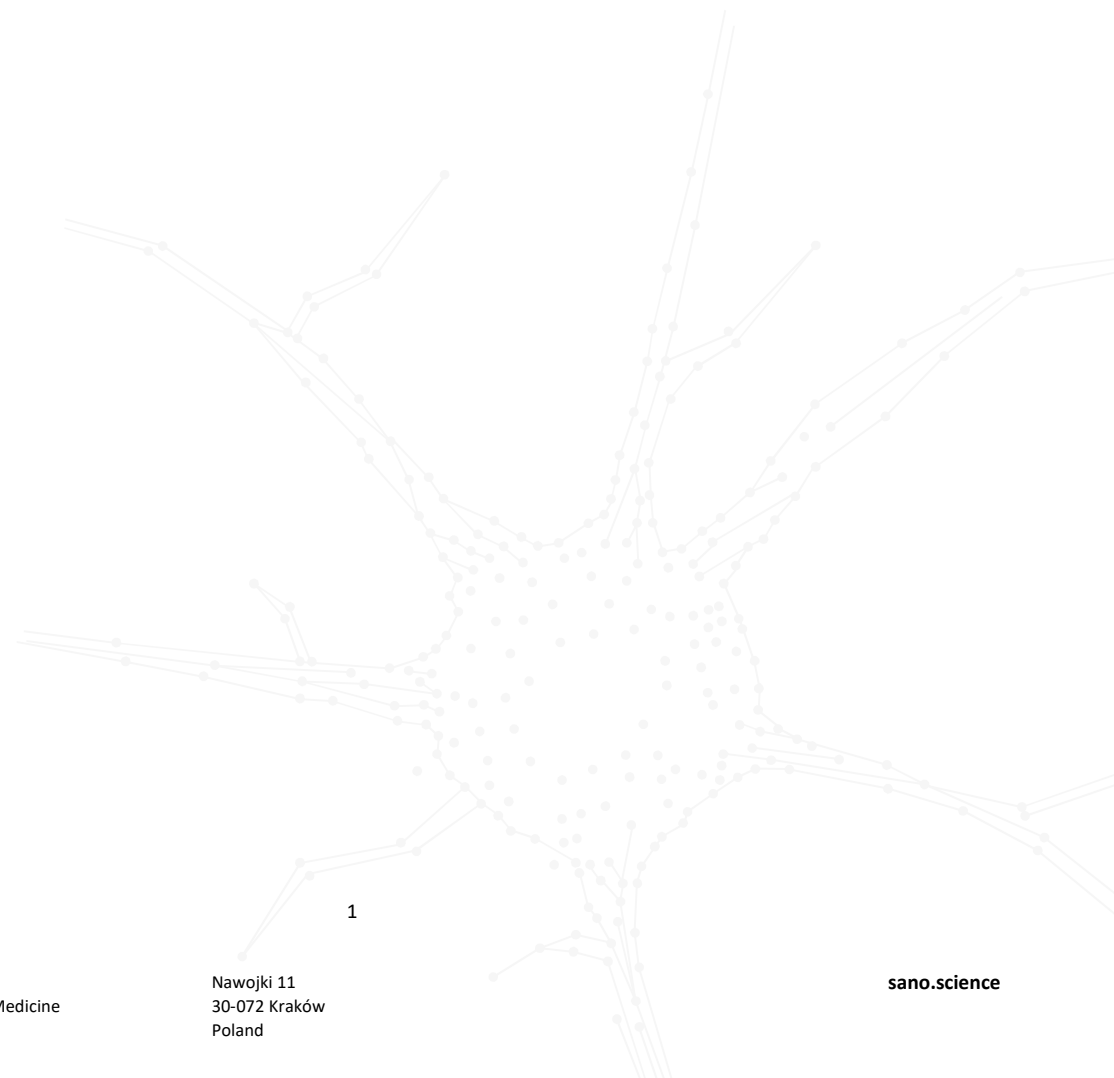 1
Nawojki 11
Medicine
30-072 Kraków
Poland
sano.science